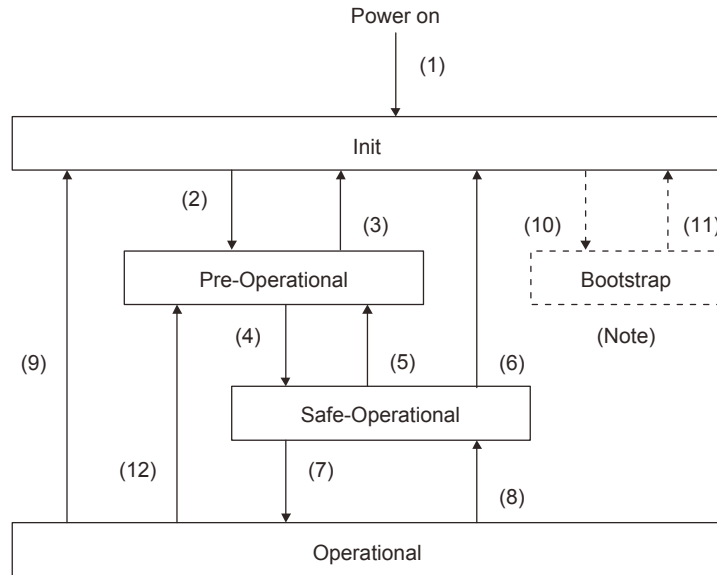 Power on
(1)
Init
(2)
(3)
(10)
(11)
Pre-Operational
Bootstrap
(4)
(Note)
(9)
(5)
(6)
Safe-Operational
(12)
(7)
(8)
Operational